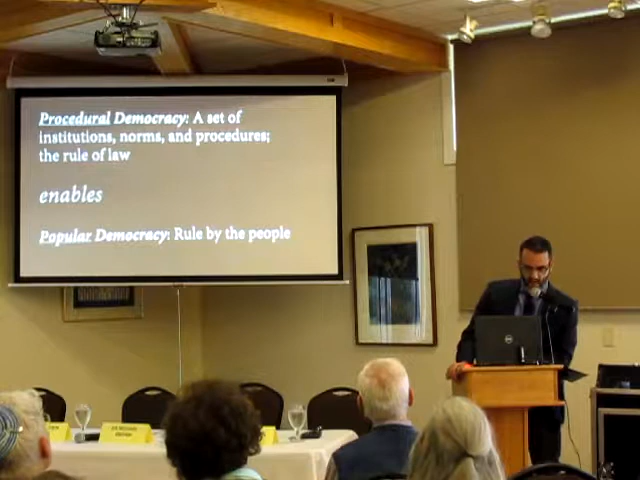 Procedural Democracy: A set of
institutions, norms, and procedures;
the rule of law
enables
Popular Democracy: Rule by the people
DELL